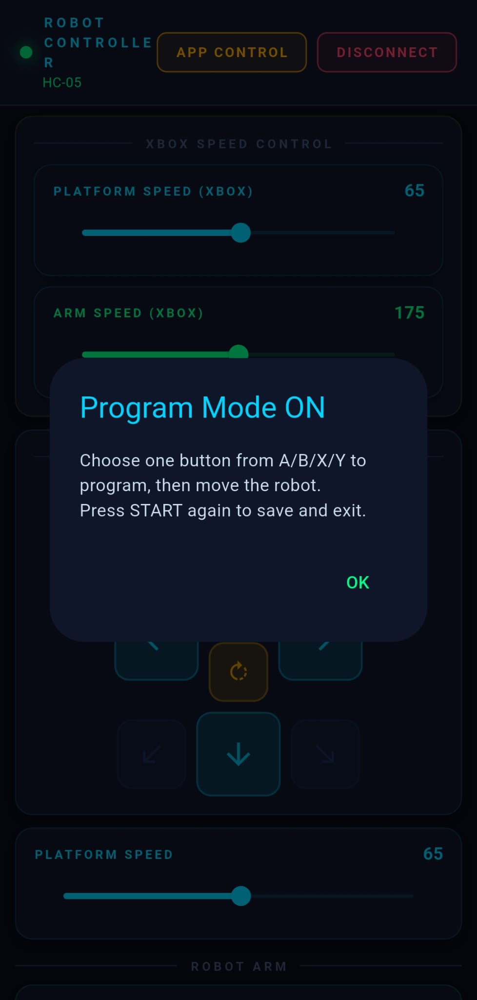 ROBOT
CONTROLLE
R
HC-05
APP CONTROL
DISCONNECT
XBOX SPEED CONTROL
PLATFORM SPEED (XBOX)
65
ARM SPEED (XBOX)
175
Program Mode ON
Choose one button from A/B/X/Y to
program, then move the robot.
Press START again to save and exit.
OK
PLATFORM SPEED
65
ROBOT ARM